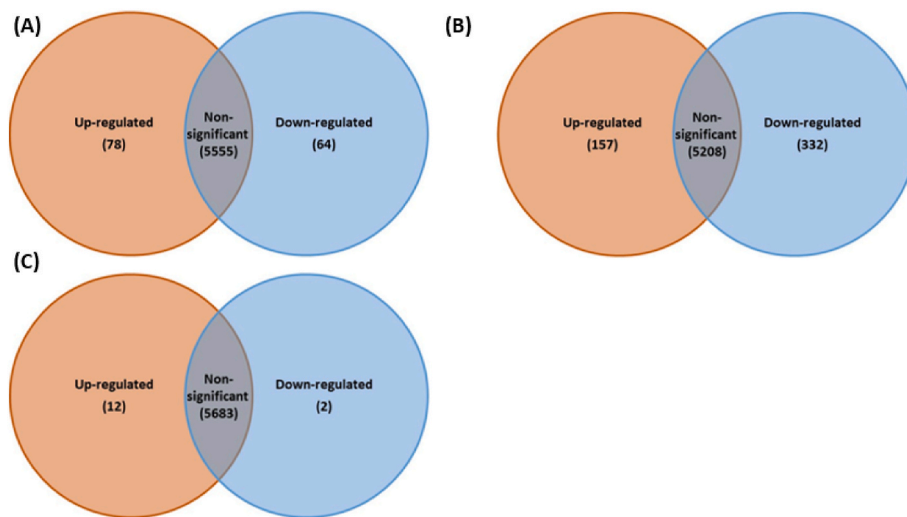 (A)
Up-regulated
(78)
Non-
significant
(5555)
Down-regulated
(64)
(B)
Up-regulated
(157)
Non-
significant
(5208)
Down-regulated
(332)
(C)
Up-regulated
(12)
Non-
significant
(5683)
Down-regulated
(2)